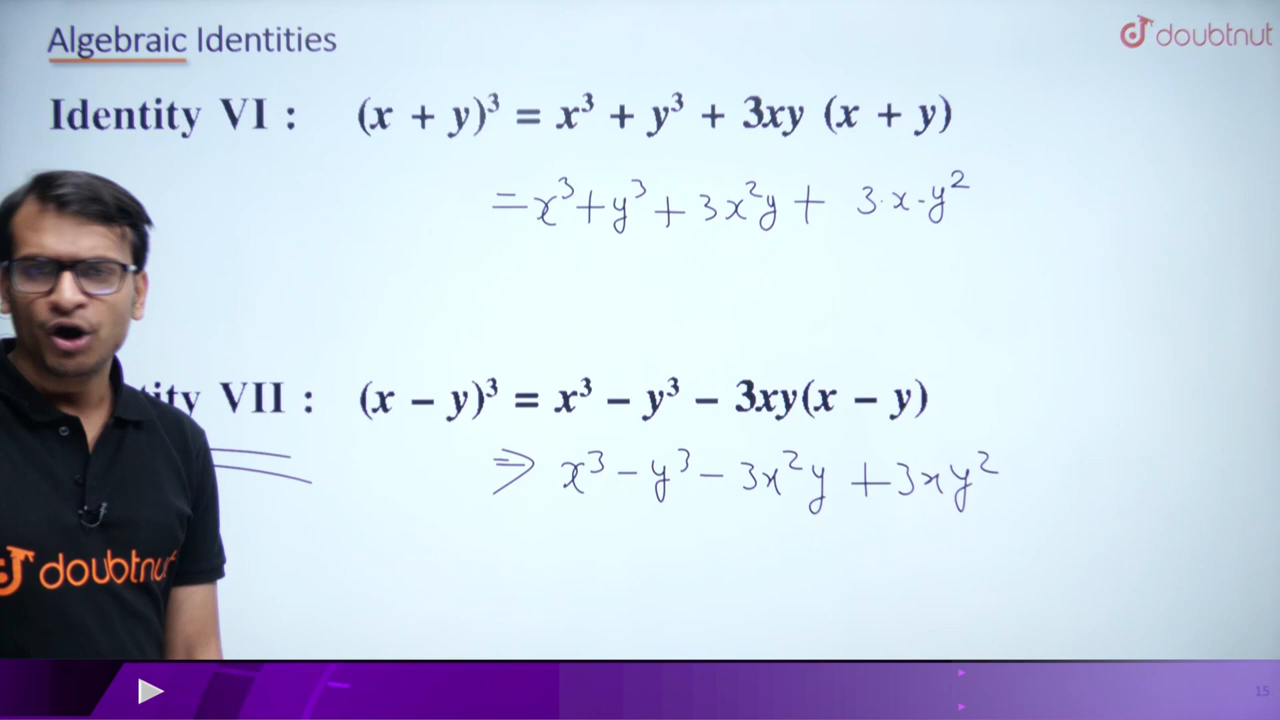 Algebraic Identities
doubtnut
Identity VI : (x + y)³ = x³ + y³ + 3xy (x + y)
= x³ + y³ + 3x²y + 3·x·y²
tity VII : (x − y)³ = x³ − y³ − 3xy(x − y)
⇒ x³ − y³ − 3x²y + 3xy²
doubtnut
15